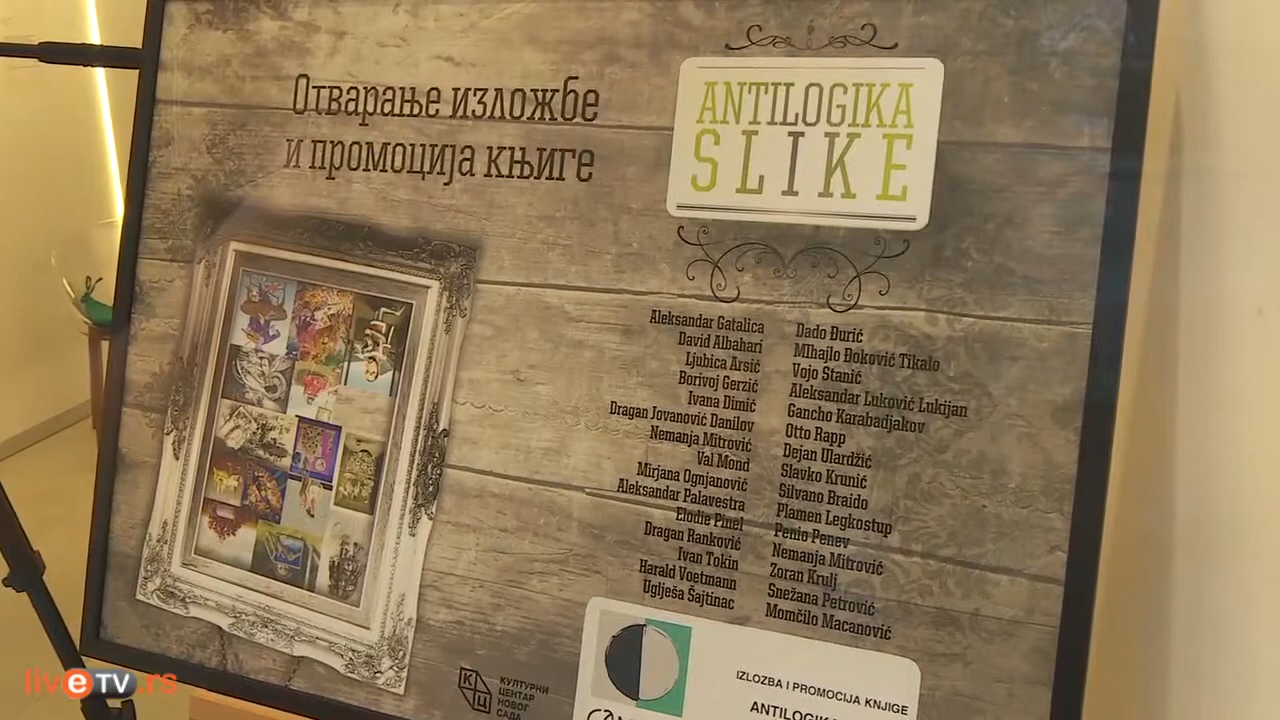 Отварање изложбе
и промоција књиге
ANTILOGIKA
SLIKE
Aleksandar Gatalica
David Albahari
Ljubica Arsić
Borivoj Gerzić
Ivana Dimić
Dragan Jovanović Danilov
Nemanja Mitrović
Val Mond
Mirjana Ognjanović
Aleksandar Palavestra
Elodie Pinel
Dragan Ranković
Ivan Tokin
Harald Voetmann
Uglješa Šajtinac
Dado Đurić
MIhajlo Đoković Tikalo
Vojo Stanić
Aleksandar Luković Lukijan
Gancho Karabadjakov
Otto Rapp
Dejan Ulardžić
Slavko Krunić
Silvano Braido
Plamen Legkostup
Penio Penev
Nemanja Mitrović
Zoran Krulj
Snežana Petrović
Momčilo Macanović
КЦ
КУЛТУРНИ
ЦЕНТАР
НОВОГ
САДА
IZLOZBA I PROMOCIJA KNJIGE
liveTV.rs